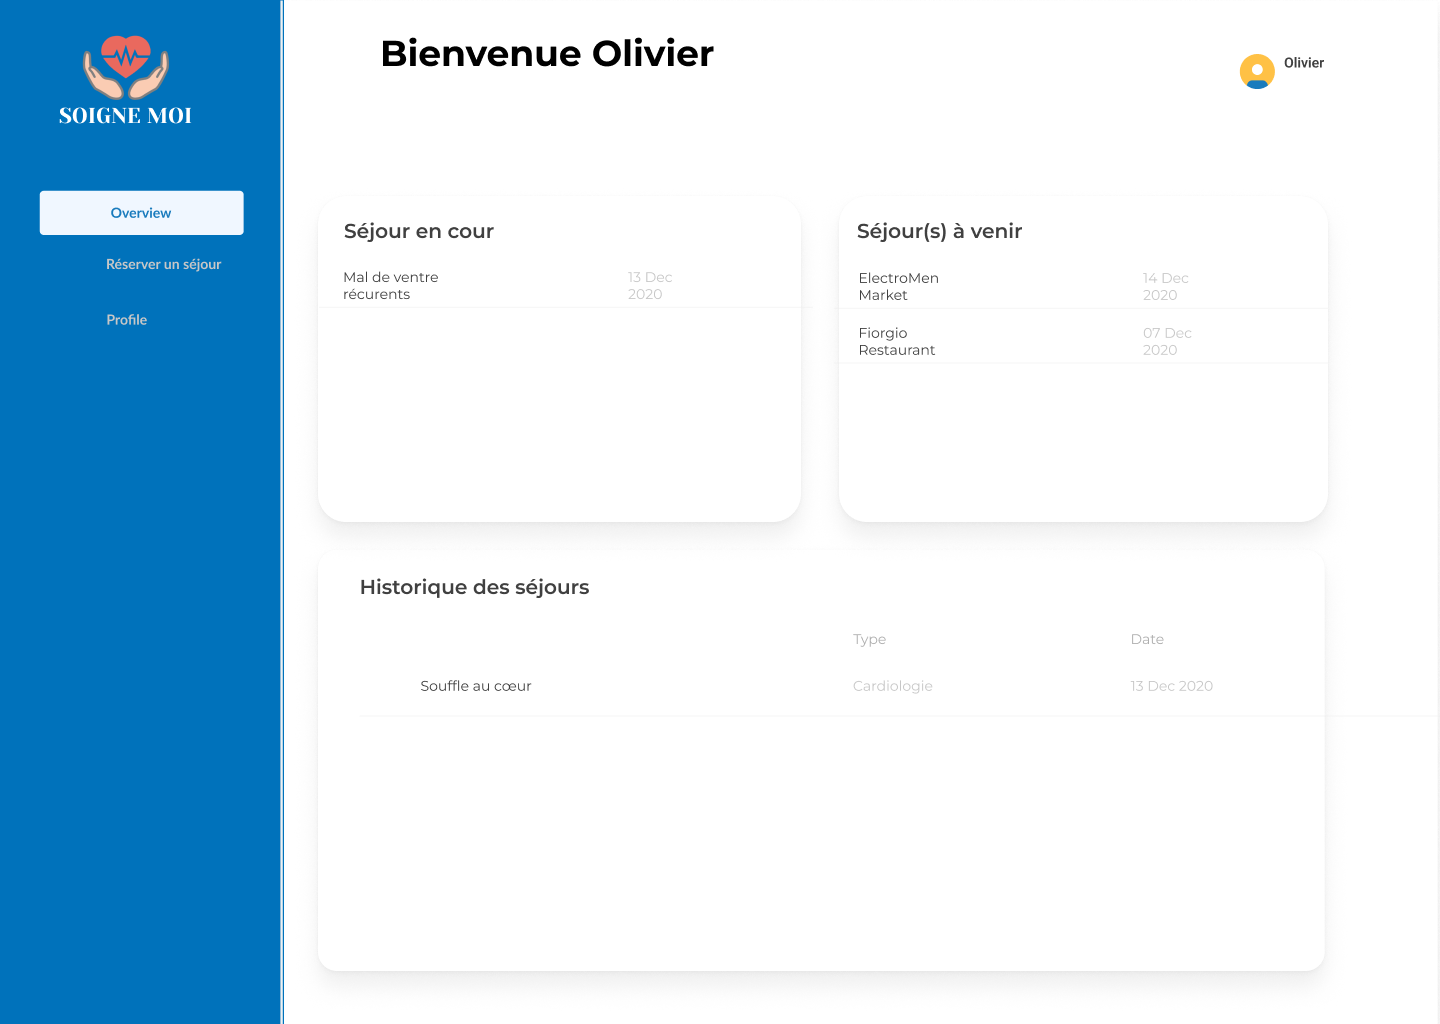 SOIGNE MOI
Overview
Réserver un séjour
Profile
Bienvenue Olivier
Olivier
Séjour en cour
Mal de ventre
récurents
13 Dec
2020
Séjour(s) à venir
ElectroMen
Market
14 Dec
2020
Fiorgio
Restaurant
07 Dec
2020
Historique des séjours
Type
Date
Souffle au cœur
Cardiologie
13 Dec 2020